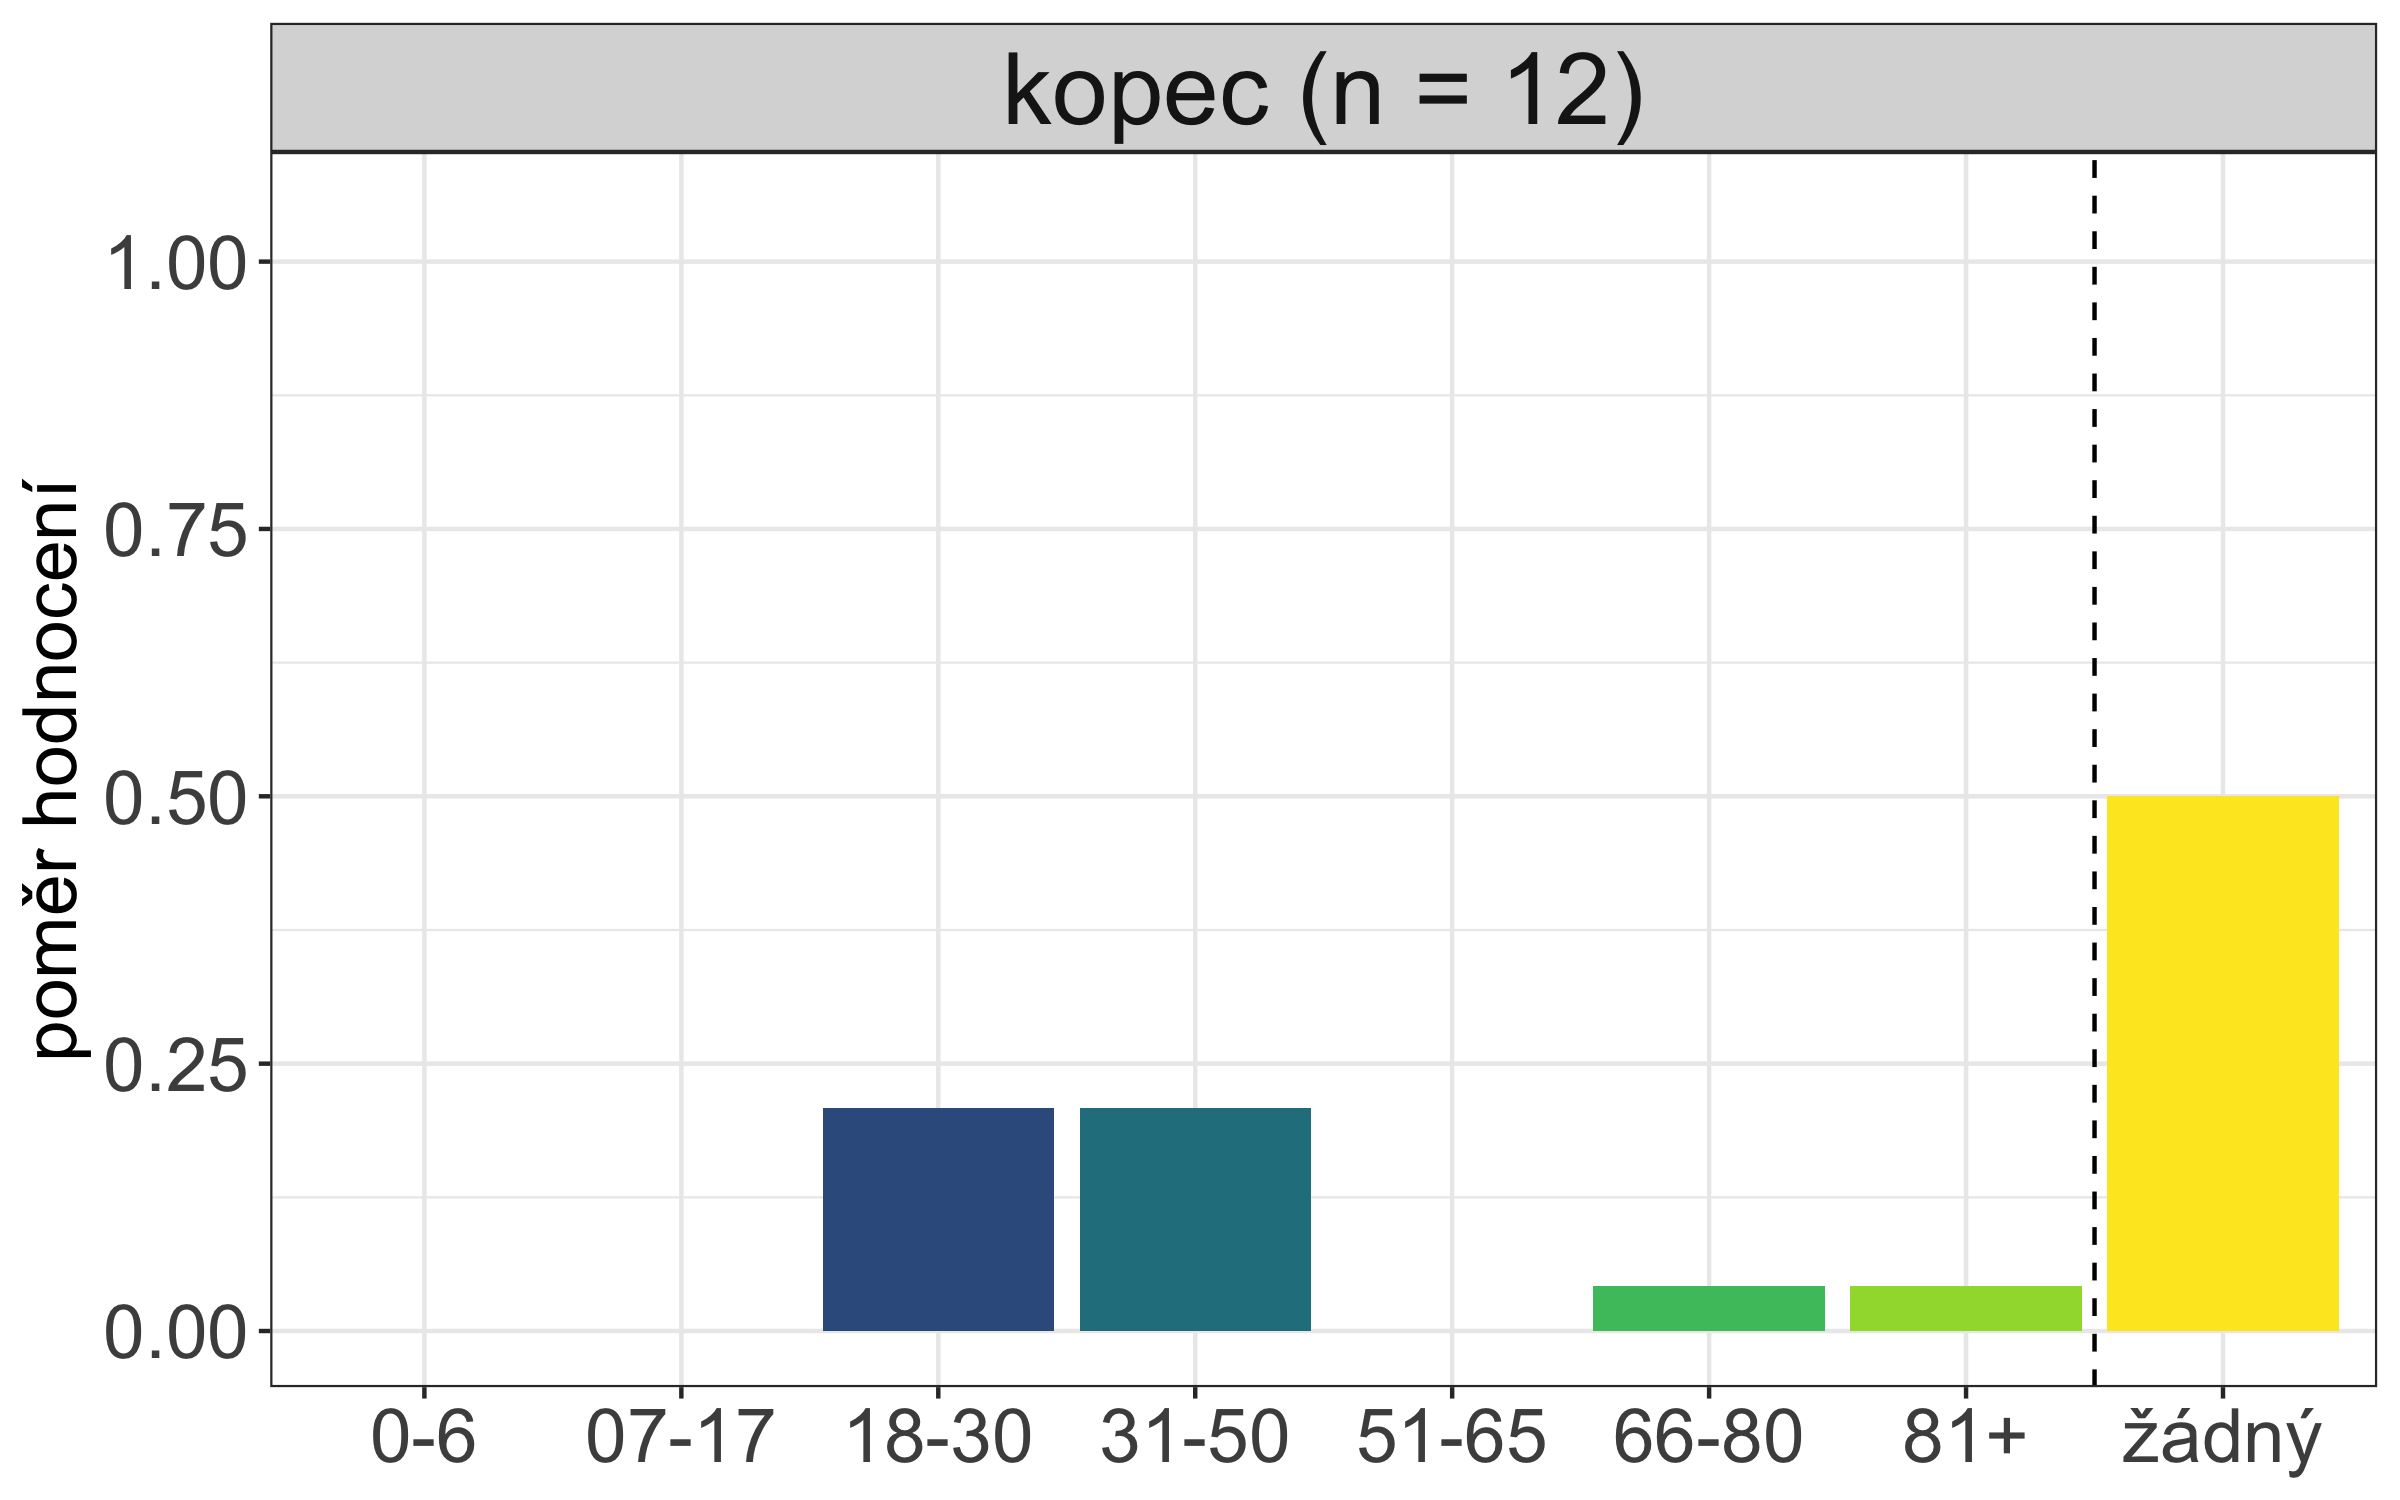 kopec (n = 12)
poměr hodnocení
1.00
0.75
0.50
0.25
0.00
0-6 07-17 18-30 31-50 51-65 66-80 81+ žádný